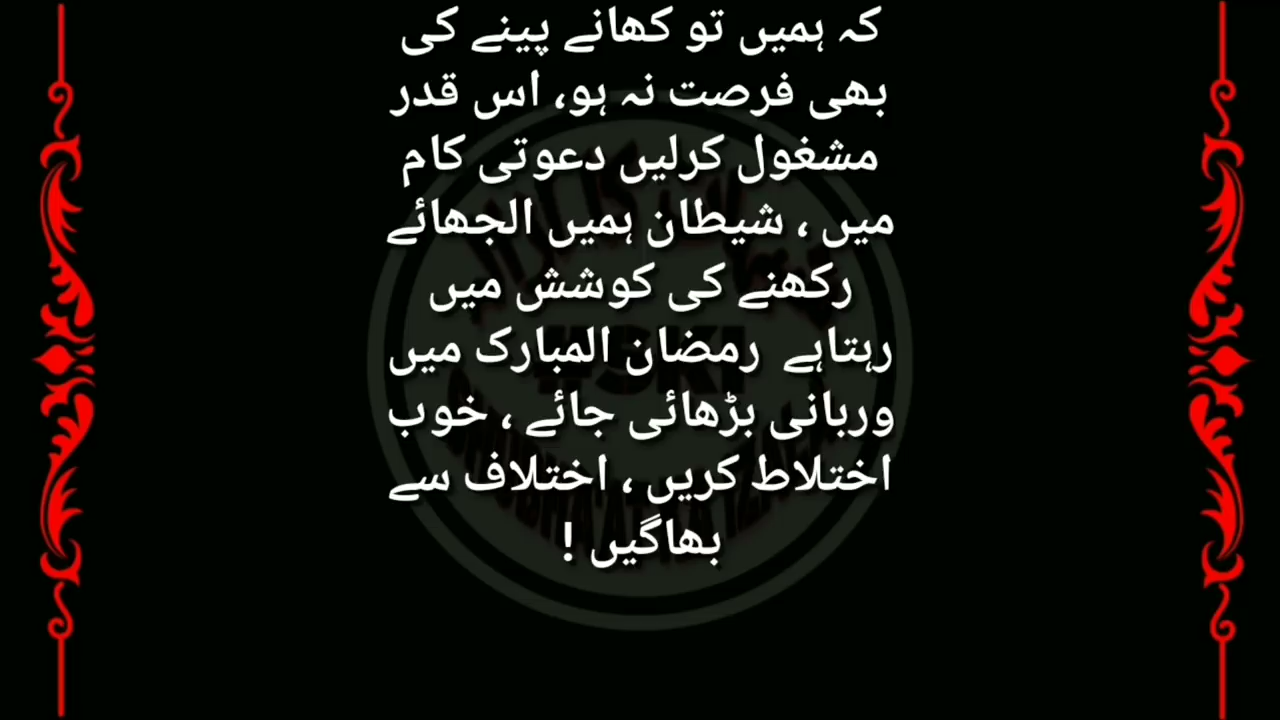 کہ ہمیں تو کھانے پینے کی
بھی فرصت نہ ہو، اس قدر
مشغول کرلیں دعوتی کام
میں ، شیطان ہمیں الجھائے
رکھنے کی کوشش میں
رہتاہے رمضان المبارک میں
وربانی بڑھائی جائے ، خوب
اختلاط کریں ، اختلاف سے
بھاگیں !